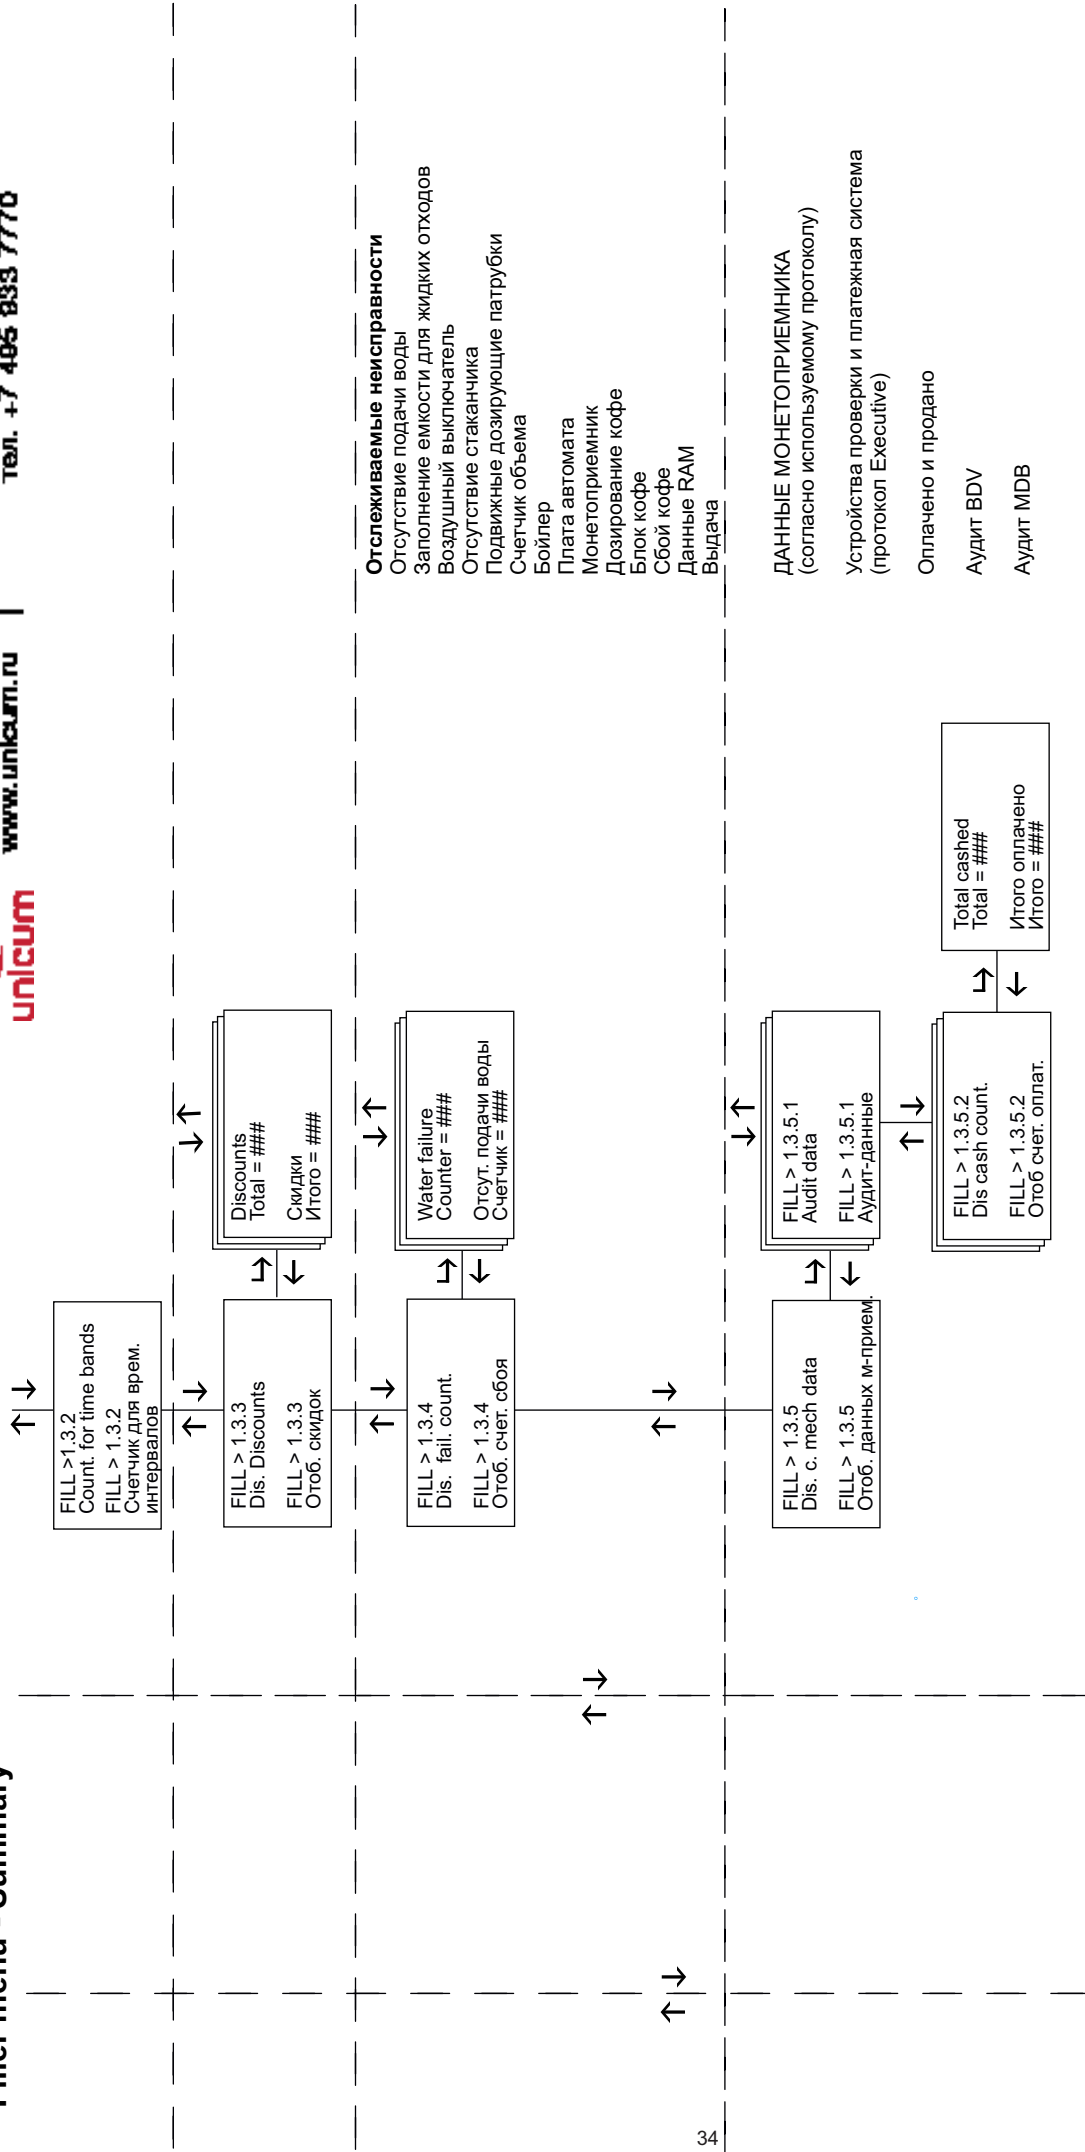 Filler menu - Summary
unicum
www.unicum.ru
|
тел. +7 495 933 7770
FILL >1.3.2
Count. for time bands
FILL > 1.3.2
Счетчик для врем.
интервалов
FILL > 1.3.3
Dis. Discounts
FILL > 1.3.3
Отоб. скидок
Discounts
Total = ###
Скидки
Итого = ###
FILL > 1.3.4
Dis. fail. count.
FILL > 1.3.4
Отоб. счет. сбоя
Water failure
Counter = ###
Отсут. подачи воды
Счетчик = ###
Отслеживаемые неисправности
Отсутствие подачи воды
Заполнение емкости для жидких отходов
Воздушный выключатель
Отсутствие стаканчика
Подвижные дозирующие патрубки
Счетчик объема
Бойлер
Плата автомата
Монетоприемник
Дозирование кофе
Блок кофе
Сбой кофе
Данные RAM
Выдача
FILL > 1.3.5
Dis. c. mech data
FILL > 1.3.5
Отоб. данных м-прием.
FILL > 1.3.5.1
Audit data
FILL > 1.3.5.1
Аудит-данные
FILL > 1.3.5.2
Dis cash count.
FILL > 1.3.5.2
Отоб счет. оплат.
Total cashed
Total = ###
Итого оплачено
Итого = ###
ДАННЫЕ МОНЕТОПРИЕМНИКА
(согласно используемому протоколу)
Устройства проверки и платежная система
(протокол Executive)
Оплачено и продано
Аудит BDV
Аудит MDB
34